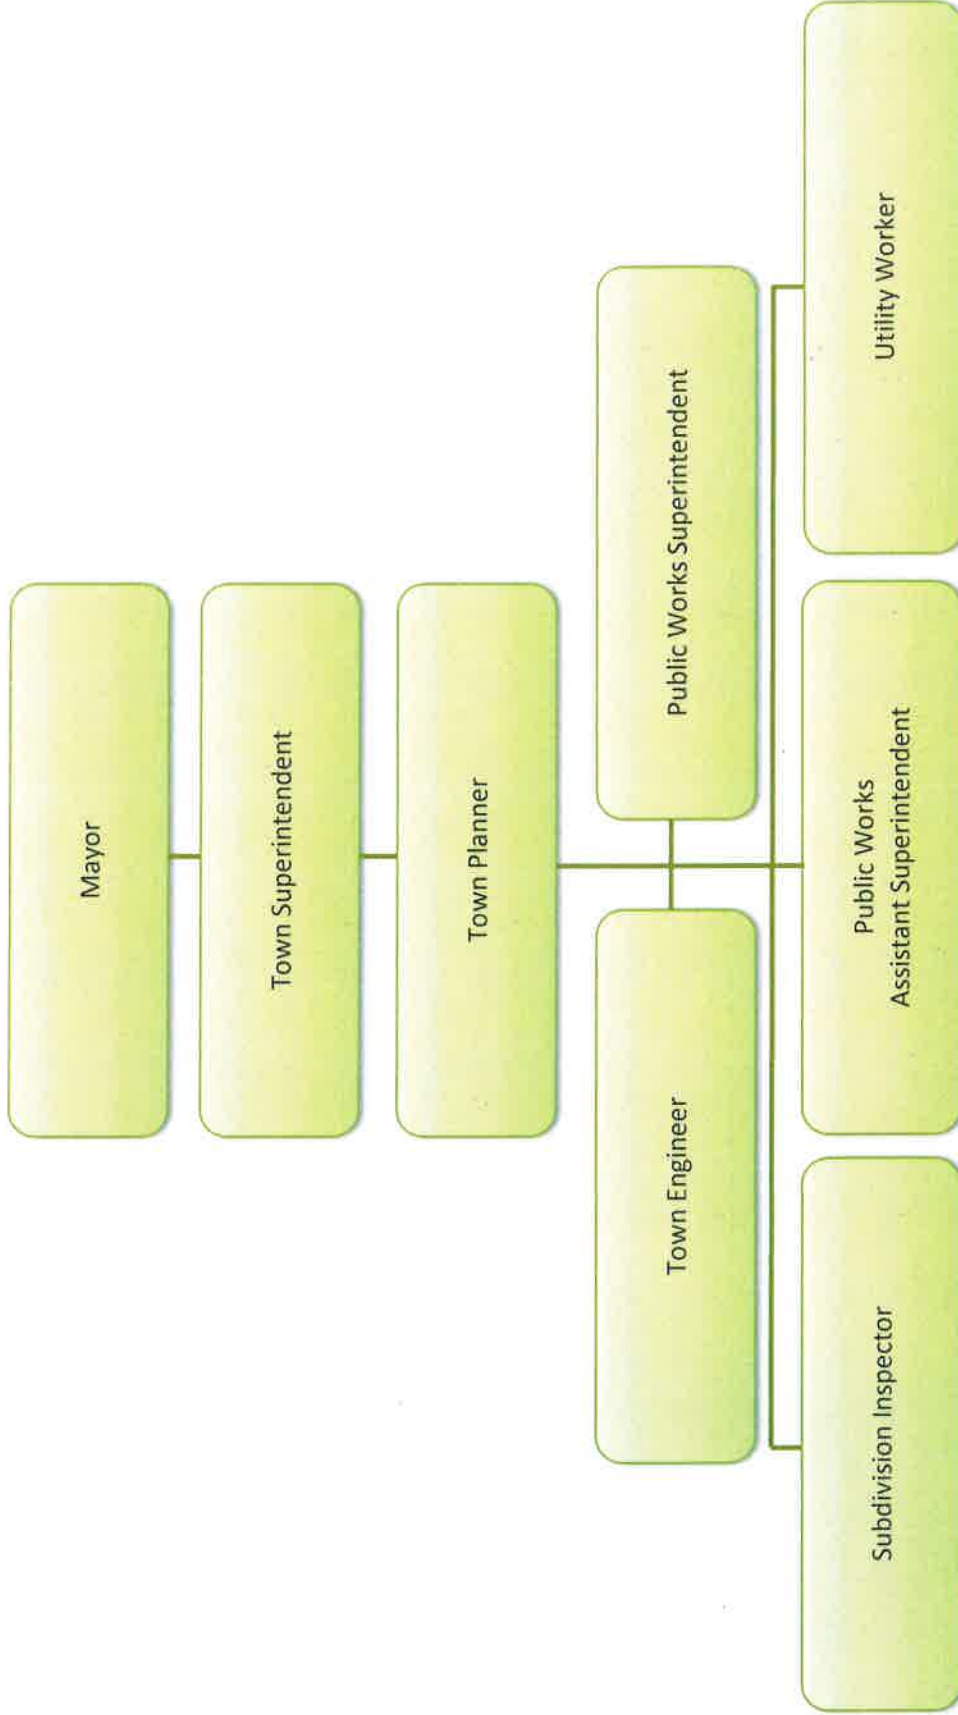 Mayor
Town Superintendent
Town Planner
Town Engineer
Public Works Superintendent
Subdivision Inspector
Public Works
Assistant Superintendent
Utility Worker